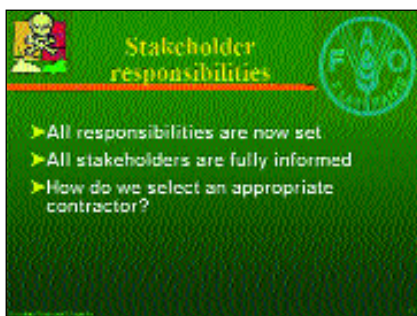 Stakeholder
responsibilities
F A O
➤All responsibilities are now set
➤All stakeholders are fully informed
➤How do we select an appropriate
contractor?